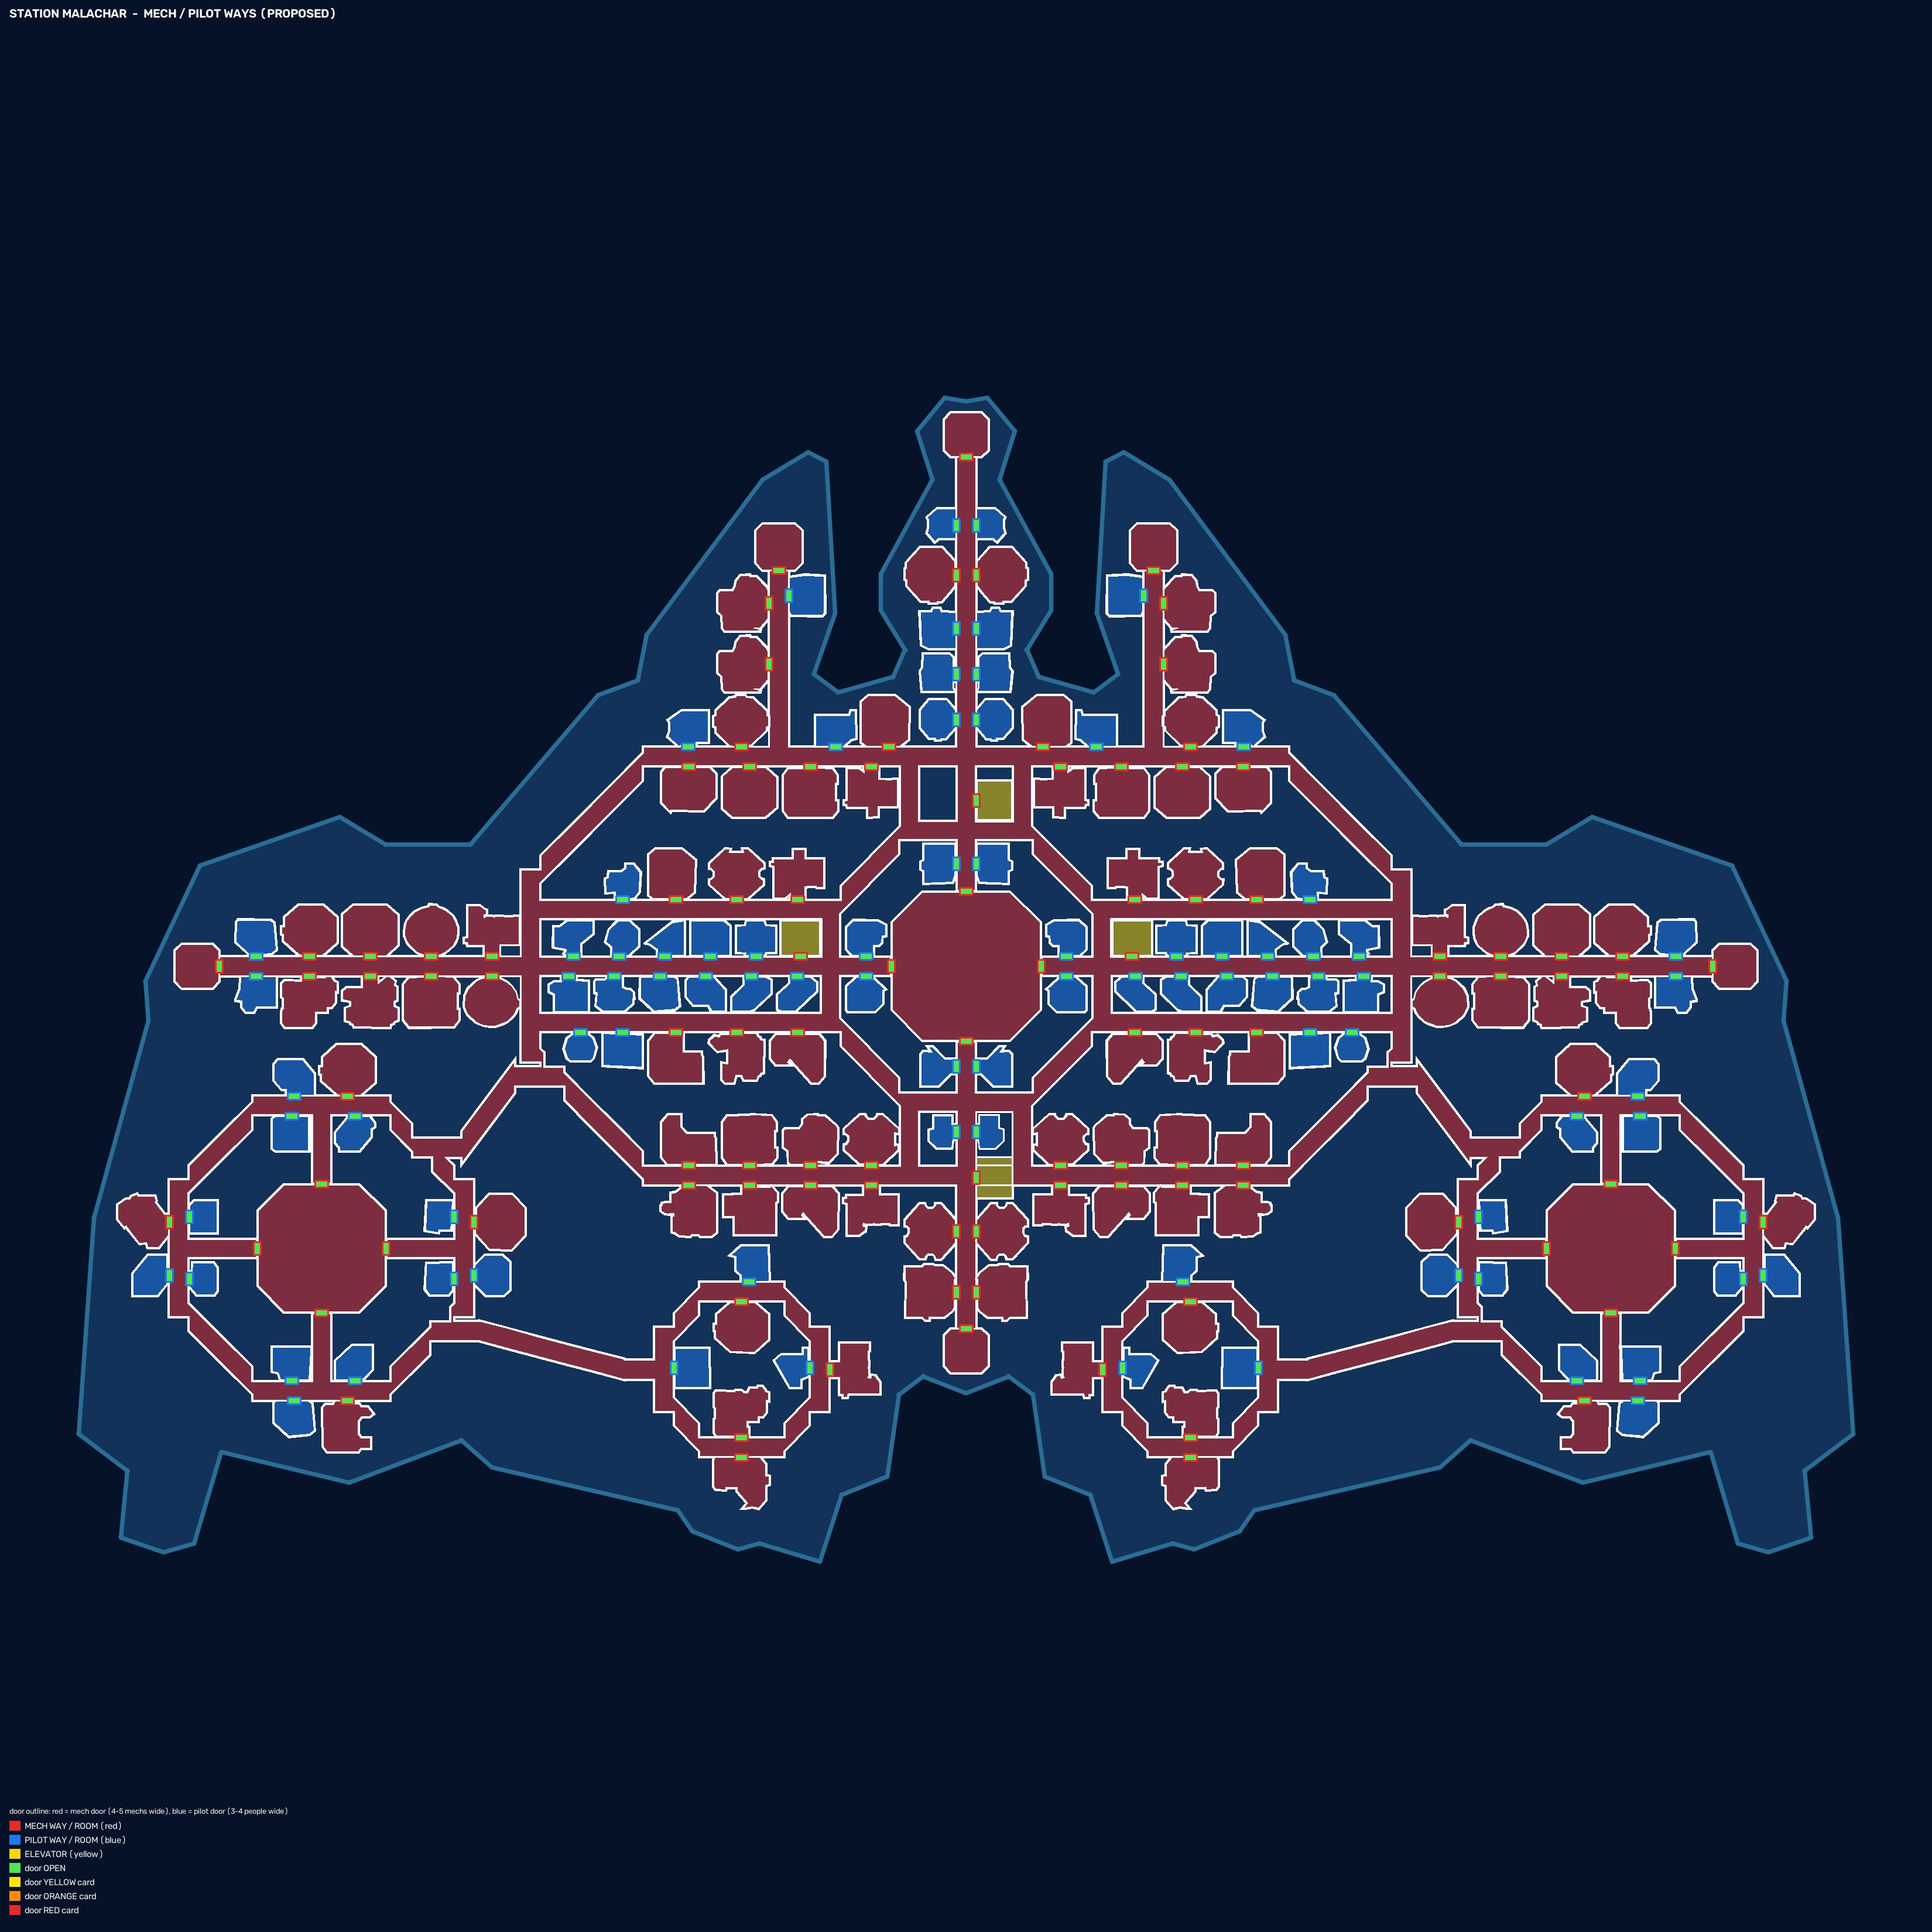 STATION MALACHAR - MECH / PILOT WAYS (PROPOSED)
door outline: red = mech door (4-5 mechs wide), blue = pilot door (3-4 people wide)
MECH WAY / ROOM (red)
PILOT WAY / ROOM (blue)
ELEVATOR (yellow)
door OPEN
door YELLOW card
door ORANGE card
door RED card